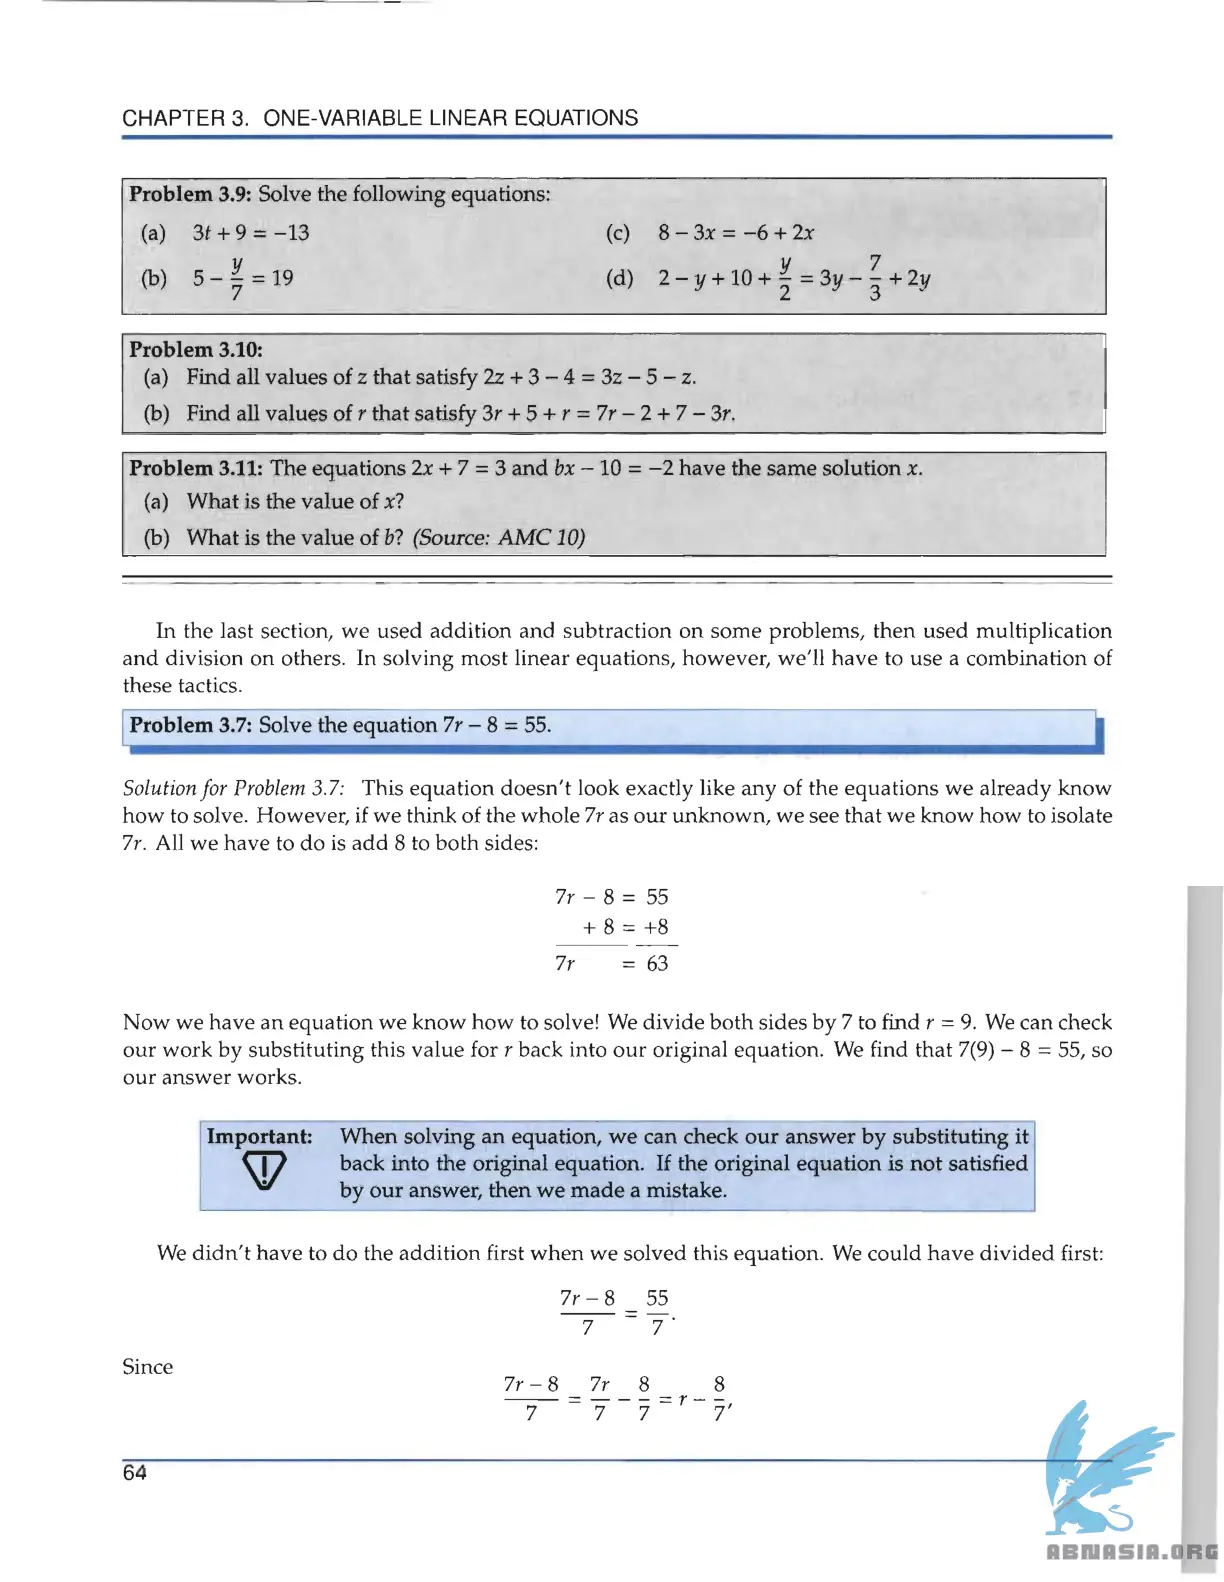 CHAPTER 3. ONE-VARIABLE LINEAR EQUATIONS
Problem 3.9: Solve the following equations:
(a) 3t + 9 = −13
(c) 8 − 3x = −6 + 2x
(b) 5 − y/7 = 19
(d) 2 − y + 10 + y/2 = 3y − 7/3 + 2y
Problem 3.10:
(a) Find all values of z that satisfy 2z + 3 − 4 = 3z − 5 − z.
(b) Find all values of r that satisfy 3r + 5 + r = 7r − 2 + 7 − 3r.
Problem 3.11: The equations 2x + 7 = 3 and bx − 10 = −2 have the same solution x.
(a) What is the value of x?
(b) What is the value of b? (Source: AMC 10)
In the last section, we used addition and subtraction on some problems, then used multiplication
and division on others. In solving most linear equations, however, we'll have to use a combination of
these tactics.
Problem 3.7: Solve the equation 7r − 8 = 55.
Solution for Problem 3.7: This equation doesn't look exactly like any of the equations we already know
how to solve. However, if we think of the whole 7r as our unknown, we see that we know how to isolate
7r. All we have to do is add 8 to both sides:
7r − 8 = 55
+ 8 = +8
7r = 63
Now we have an equation we know how to solve! We divide both sides by 7 to find r = 9. We can check
our work by substituting this value for r back into our original equation. We find that 7(9) − 8 = 55, so
our answer works.
Important: When solving an equation, we can check our answer by substituting it
back into the original equation. If the original equation is not satisfied
by our answer, then we made a mistake.
We didn't have to do the addition first when we solved this equation. We could have divided first:
(7r − 8)/7 = 55/7.
Since
(7r − 8)/7 = 7r/7 − 8/7 = r − 8/7,
64
ABNASIA.ORG